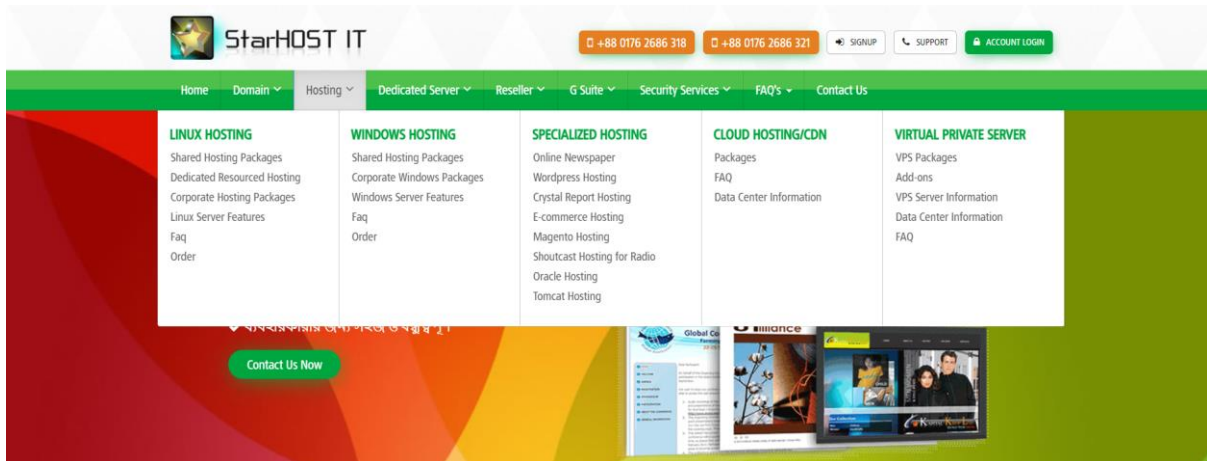 StarHOST IT
+88 0176 2686 318
+88 0176 2686 321
SIGNUP
SUPPORT
ACCOUNT LOGIN
Home Domain Hosting Dedicated Server Reseller G Suite Security Services FAQ's Contact Us
LINUX HOSTING
Shared Hosting Packages
Dedicated Resourced Hosting
Corporate Hosting Packages
Linux Server Features
Faq
Order
WINDOWS HOSTING
Shared Hosting Packages
Corporate Windows Packages
Windows Server Features
Faq
Order
SPECIALIZED HOSTING
Online Newspaper
Wordpress Hosting
Crystal Report Hosting
E-commerce Hosting
Magento Hosting
Shoutcast Hosting for Radio
Oracle Hosting
Tomcat Hosting
CLOUD HOSTING/CDN
Packages
FAQ
Data Center Information
VIRTUAL PRIVATE SERVER
VPS Packages
Add-ons
VPS Server Information
Data Center Information
FAQ
Contact Us Now
Global Co